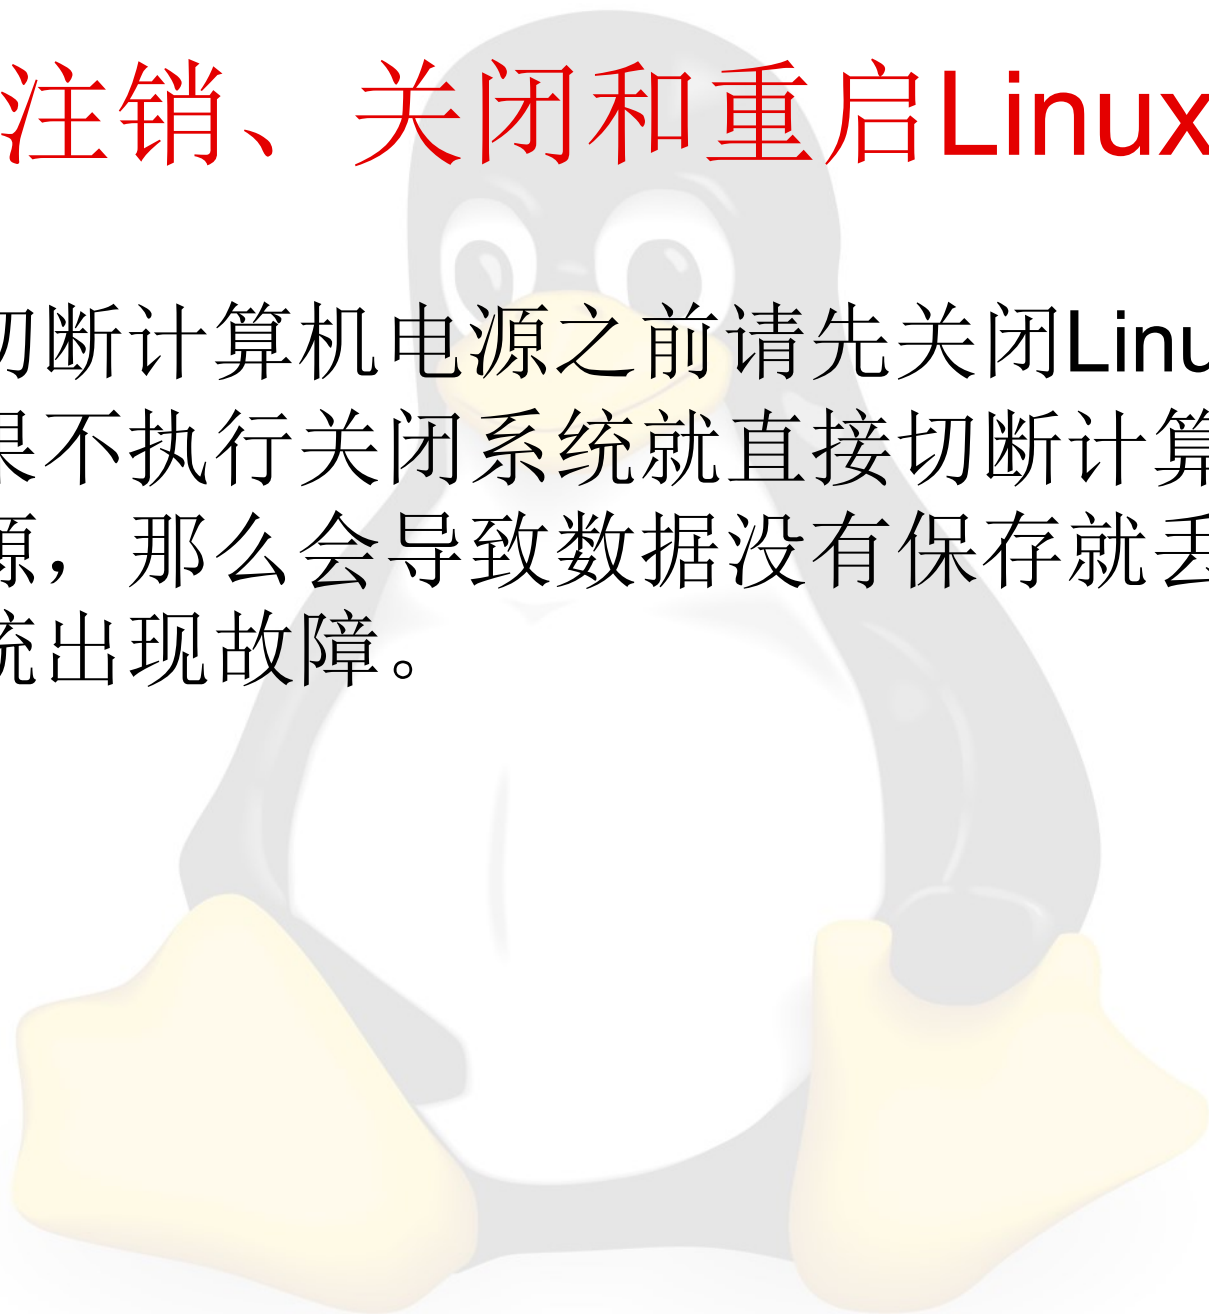 注销、关闭和重启Linux
切断计算机电源之前请先关闭Linu
果不执行关闭系统就直接切断计算
源，那么会导致数据没有保存就丢
统出现故障。